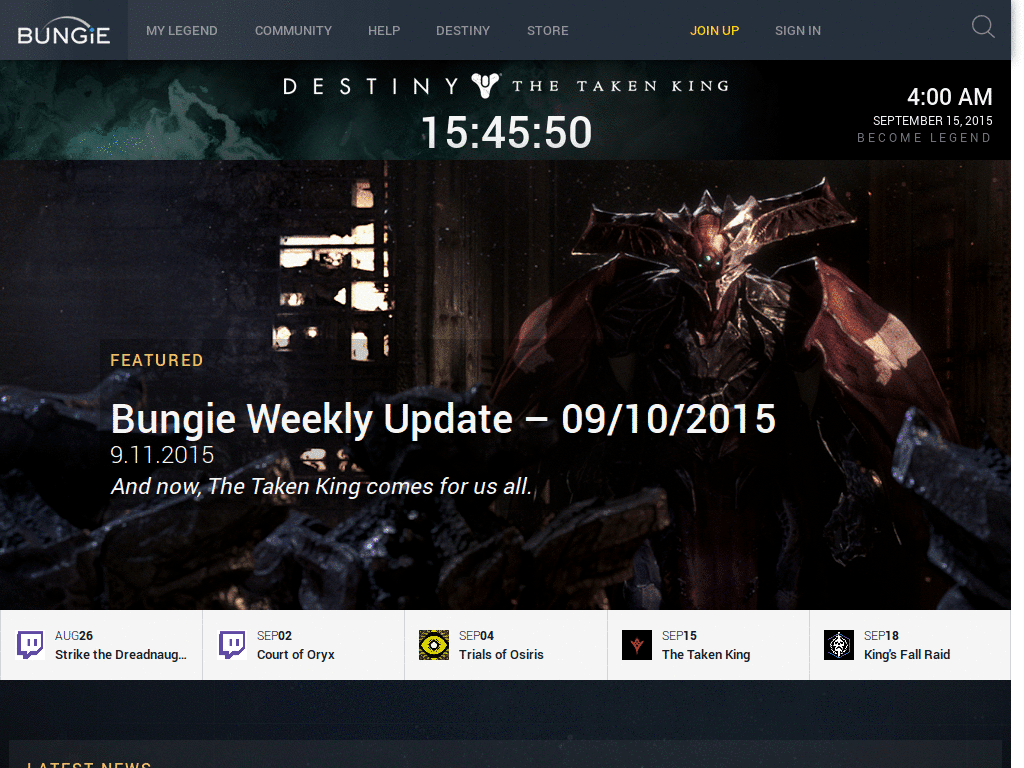 BUNGiE
MY LEGEND COMMUNITY HELP DESTINY STORE JOIN UP SIGN IN
DESTINY THE TAKEN KING
15:45:50
4:00 AM
SEPTEMBER 15, 2015
BECOME LEGEND
FEATURED
Bungie Weekly Update – 09/10/2015
9.11.2015
And now, The Taken King comes for us all.
AUG26
Strike the Dreadnaug...
SEP02
Court of Oryx
SEP04
Trials of Osiris
SEP15
The Taken King
SEP18
King's Fall Raid
LATEST NEWS